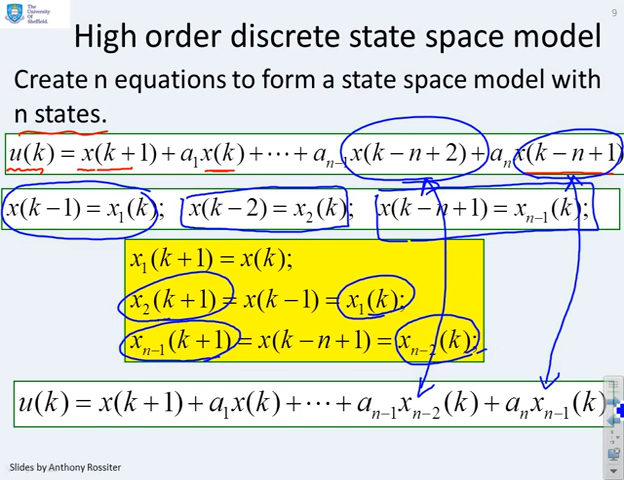 The
University
Of
Sheffield.
9
High order discrete state space model
Create n equations to form a state space model with
n states.
u(k) = x(k+1) + a₁x(k) + ⋯ + aₙ₋₁x(k−n+2) + aₙx(k−n+1)
x(k−1) = x₁(k); x(k−2) = x₂(k); x(k−n+1) = xₙ₋₁(k);
x₁(k+1) = x(k);
x₂(k+1) = x(k−1) = x₁(k);
xₙ₋₁(k+1) = x(k−n+1) = xₙ₋₂(k);
u(k) = x(k+1) + a₁x(k) + ⋯ + aₙ₋₁xₙ₋₂(k) + aₙxₙ₋₁(k)
Slides by Anthony Rossiter